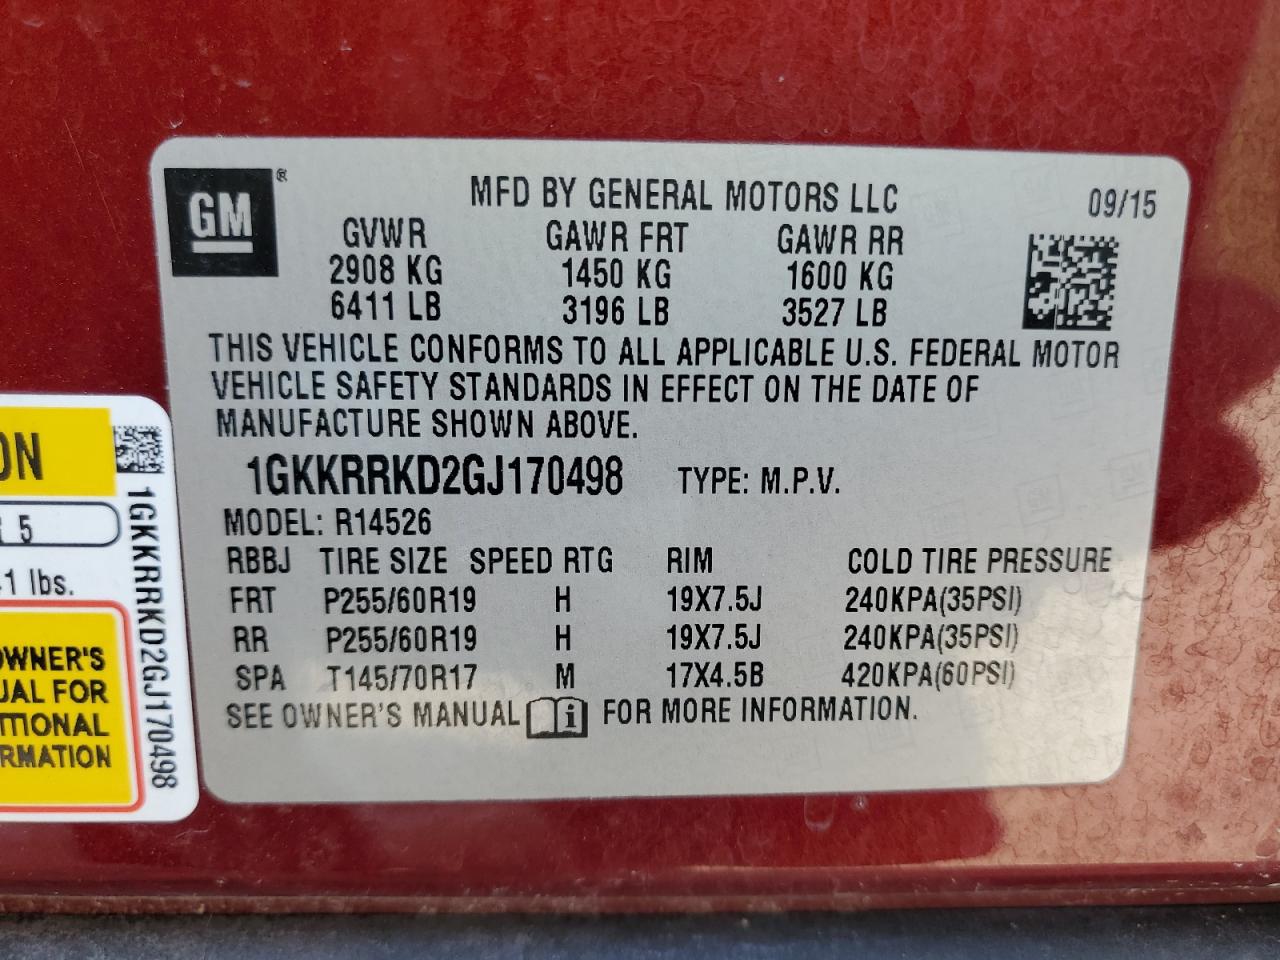 GM ®
MFD BY GENERAL MOTORS LLC 09/15
GVWR GAWR FRT GAWR RR
2908 KG 1450 KG 1600 KG
6411 LB 3196 LB 3527 LB
THIS VEHICLE CONFORMS TO ALL APPLICABLE U.S. FEDERAL MOTOR
VEHICLE SAFETY STANDARDS IN EFFECT ON THE DATE OF
MANUFACTURE SHOWN ABOVE.
1GKKRRKD2GJ170498 TYPE: M.P.V.
MODEL: R14526
RBBJ TIRE SIZE SPEED RTG RIM COLD TIRE PRESSURE
FRT P255/60R19 H 19X7.5J 240KPA(35PSI)
RR P255/60R19 H 19X7.5J 240KPA(35PSI)
SPA T145/70R17 M 17X4.5B 420KPA(60PSI)
SEE OWNER'S MANUAL i FOR MORE INFORMATION.
ON
R 5
1 lbs.
OWNER'S
UAL FOR
ITIONAL
RMATION
1GKKRRKD2GJ170498